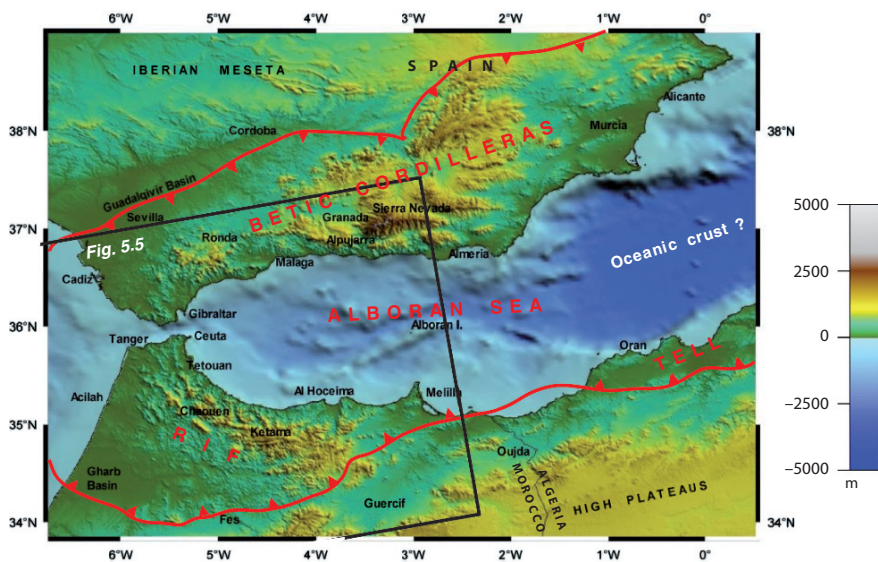 6°W 5°W 4°W 3°W 2°W 1°W 0°
IBERIAN MESETA
SPAIN
Alicante
38°N
Cordoba
Murcia
38°N
Guadalqivir Basin
BETIC CORDILLERAS
Sevilla
Sierra Nevada
37°N
Granada
5000
Fig. 5.5
Ronda
Alpujarra
Almeria
Oceanic crust ?
Malaga
2500
Cadiz
Gibraltar
ALBORAN SEA
36°N
Alboran I.
0
Tanger
Ceuta
Oran
TELL
Tetouan
Acilah
Al Hoceima
Melilla
-2500
35°N
Chaouen
RIF
Ketama
Oujda
Gharb
Basin
Guercif
MOROCCO
ALGERIA
HIGH PLATEAUS
-5000
m
34°N
Fes
34°N
6°W 5°W 4°W 3°W 2°W 1°W 0°